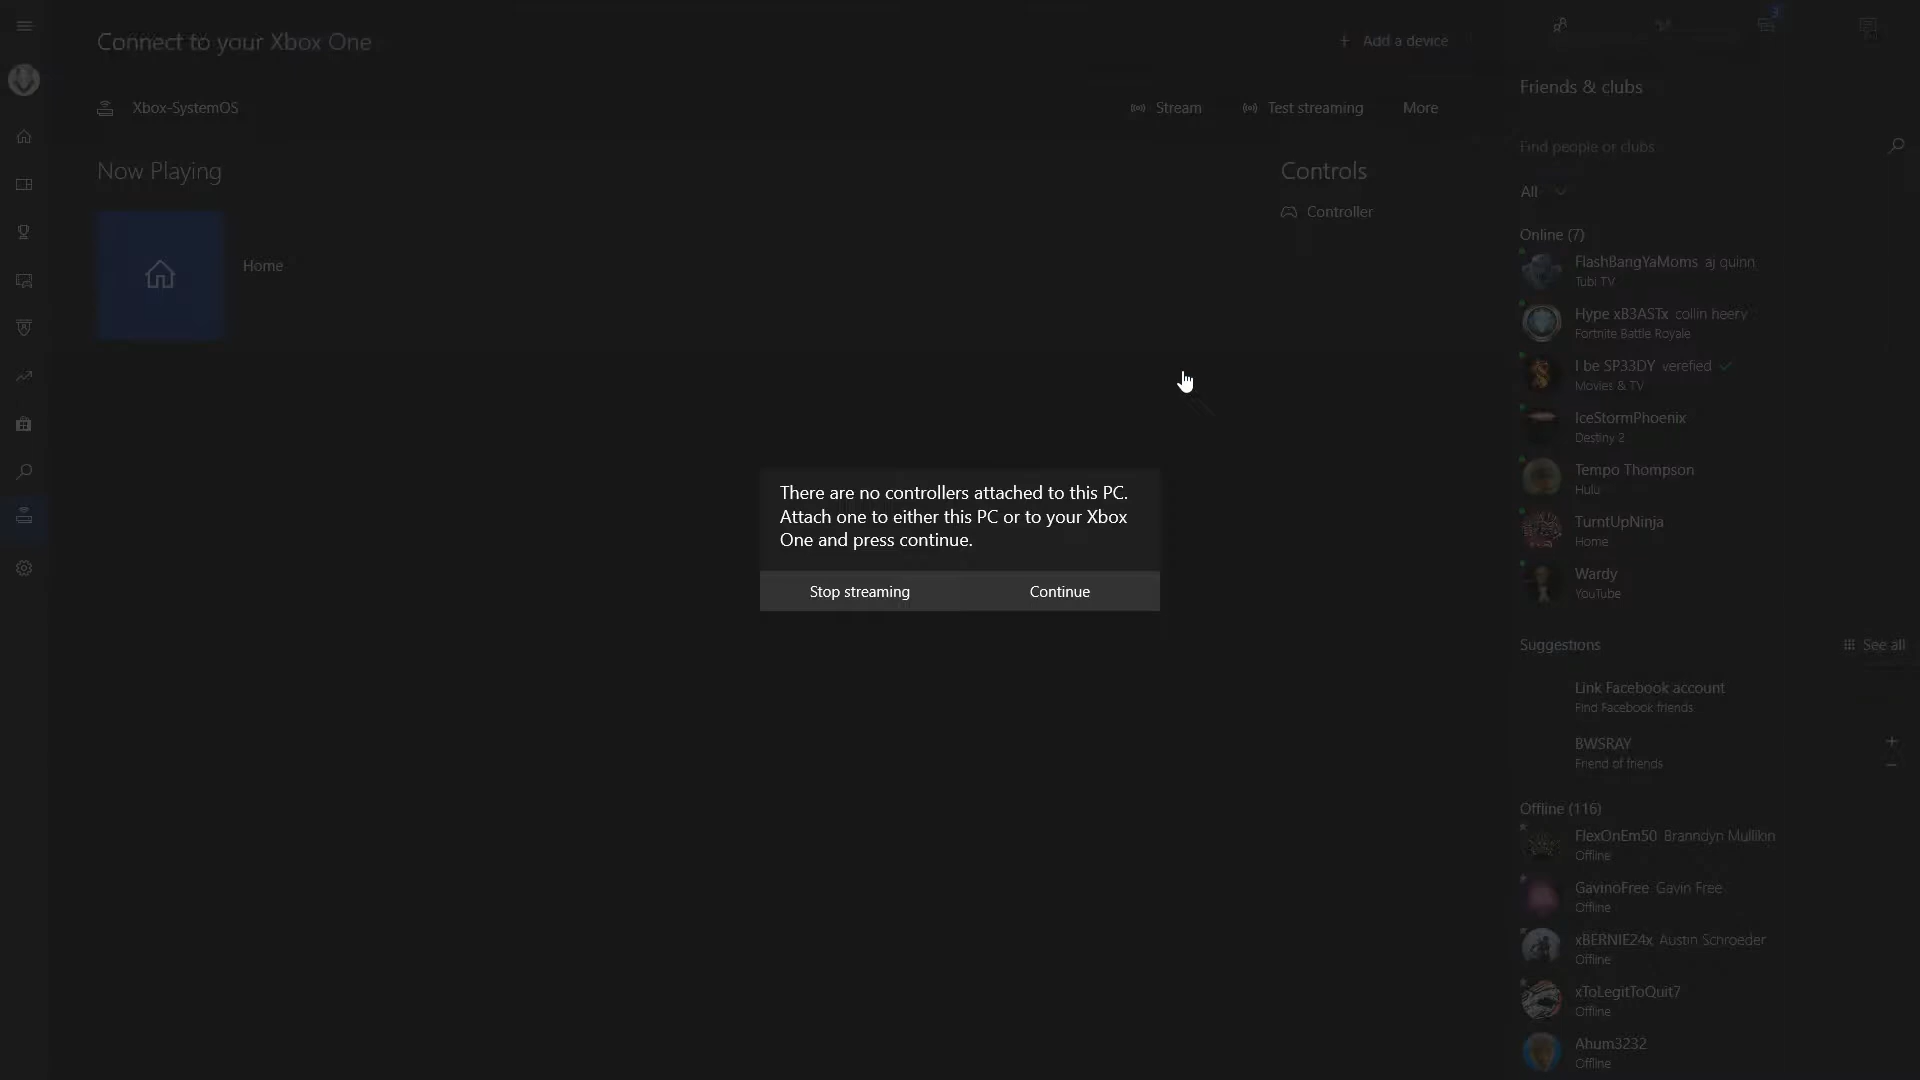 Connect to your Xbox One
Add a device
Xbox-SystemOS
Stream
Test streaming
More
Now Playing
Home
Controls
Controller
There are no controllers attached to this PC.
Attach one to either this PC or to your Xbox
One and press continue.
Stop streaming
Continue
3
Friends & clubs
Find people or clubs
All
Online (7)
FlashBangYaMoms aj quinn
Tubi TV
Hype xB3ASTx collin heery
Fortnite Battle Royale
I be SP33DY verefied
Movies & TV
IceStormPhoenix
Destiny 2
Tempo Thompson
Hulu
TurntUpNinja
Home
Wardy
YouTube
Suggestions
See all
Link Facebook account
Find Facebook friends
BWSRAY
Friend of friends
Offline (116)
FlexOnEm50 Branndyn Mullikin
Offline
GavinoFree Gavin Free
Offline
xBERNIE24x Austin Schroeder
Offline
xToLegitToQuit7
Offline
Ahum3232
Offline